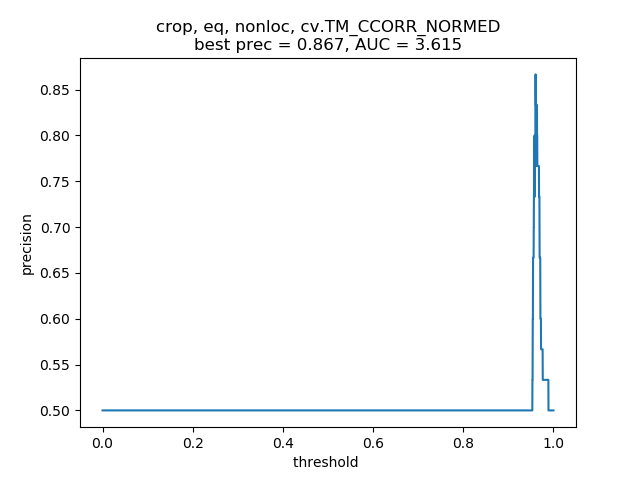 crop, eq, nonloc, cv.TM_CCORR_NORMED
best prec = 0.867, AUC = 3.615
0.85
0.80
0.75
0.70
0.65
0.60
0.55
0.50
precision
0.0 0.2 0.4 0.6 0.8 1.0
threshold